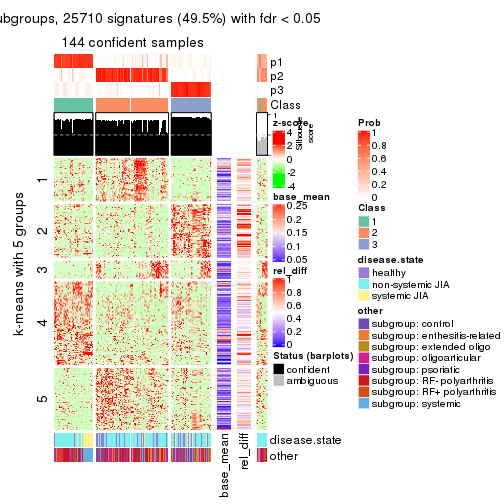 subgroups, 25710 signatures (49.5%) with fdr < 0.05
144 confident samples
p1
p2
p3
Class
1
Silhouette
score
k-means with 5 groups
1
2
3
4
5
base_mean
rel_diff
disease.state
other
z-score
4
2
0
-2
-4
base_mean
0.25
0.2
0.15
0.1
0.05
rel_diff
1
0.8
0.6
0.4
0.2
0
Status (barplots)
confident
ambiguous
Prob
1
0.8
0.6
0.4
0.2
0
Class
1
2
3
disease.state
healthy
non-systemic JIA
systemic JIA
other
subgroup: control
subgroup: enthesitis-related
subgroup: extended oligo
subgroup: oligoarticular
subgroup: psoriatic
subgroup: RF- polyarthritis
subgroup: RF+ polyarthritis
subgroup: systemic